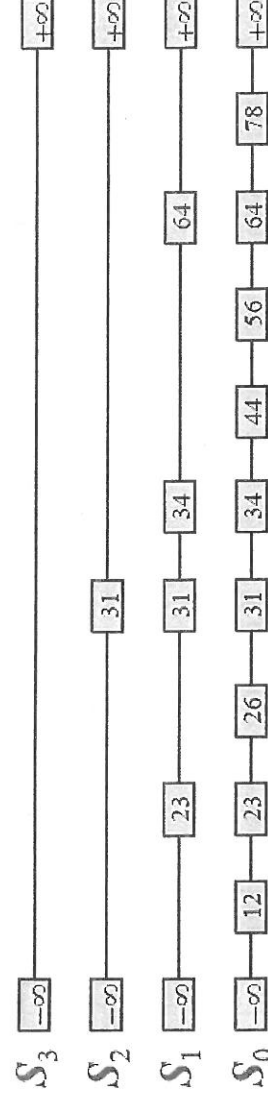 S3 −∞ +∞
S2 −∞ 31 +∞
S1 −∞ 23 31 34 64 +∞
S0 −∞ 12 23 26 31 34 44 56 64 78 +∞